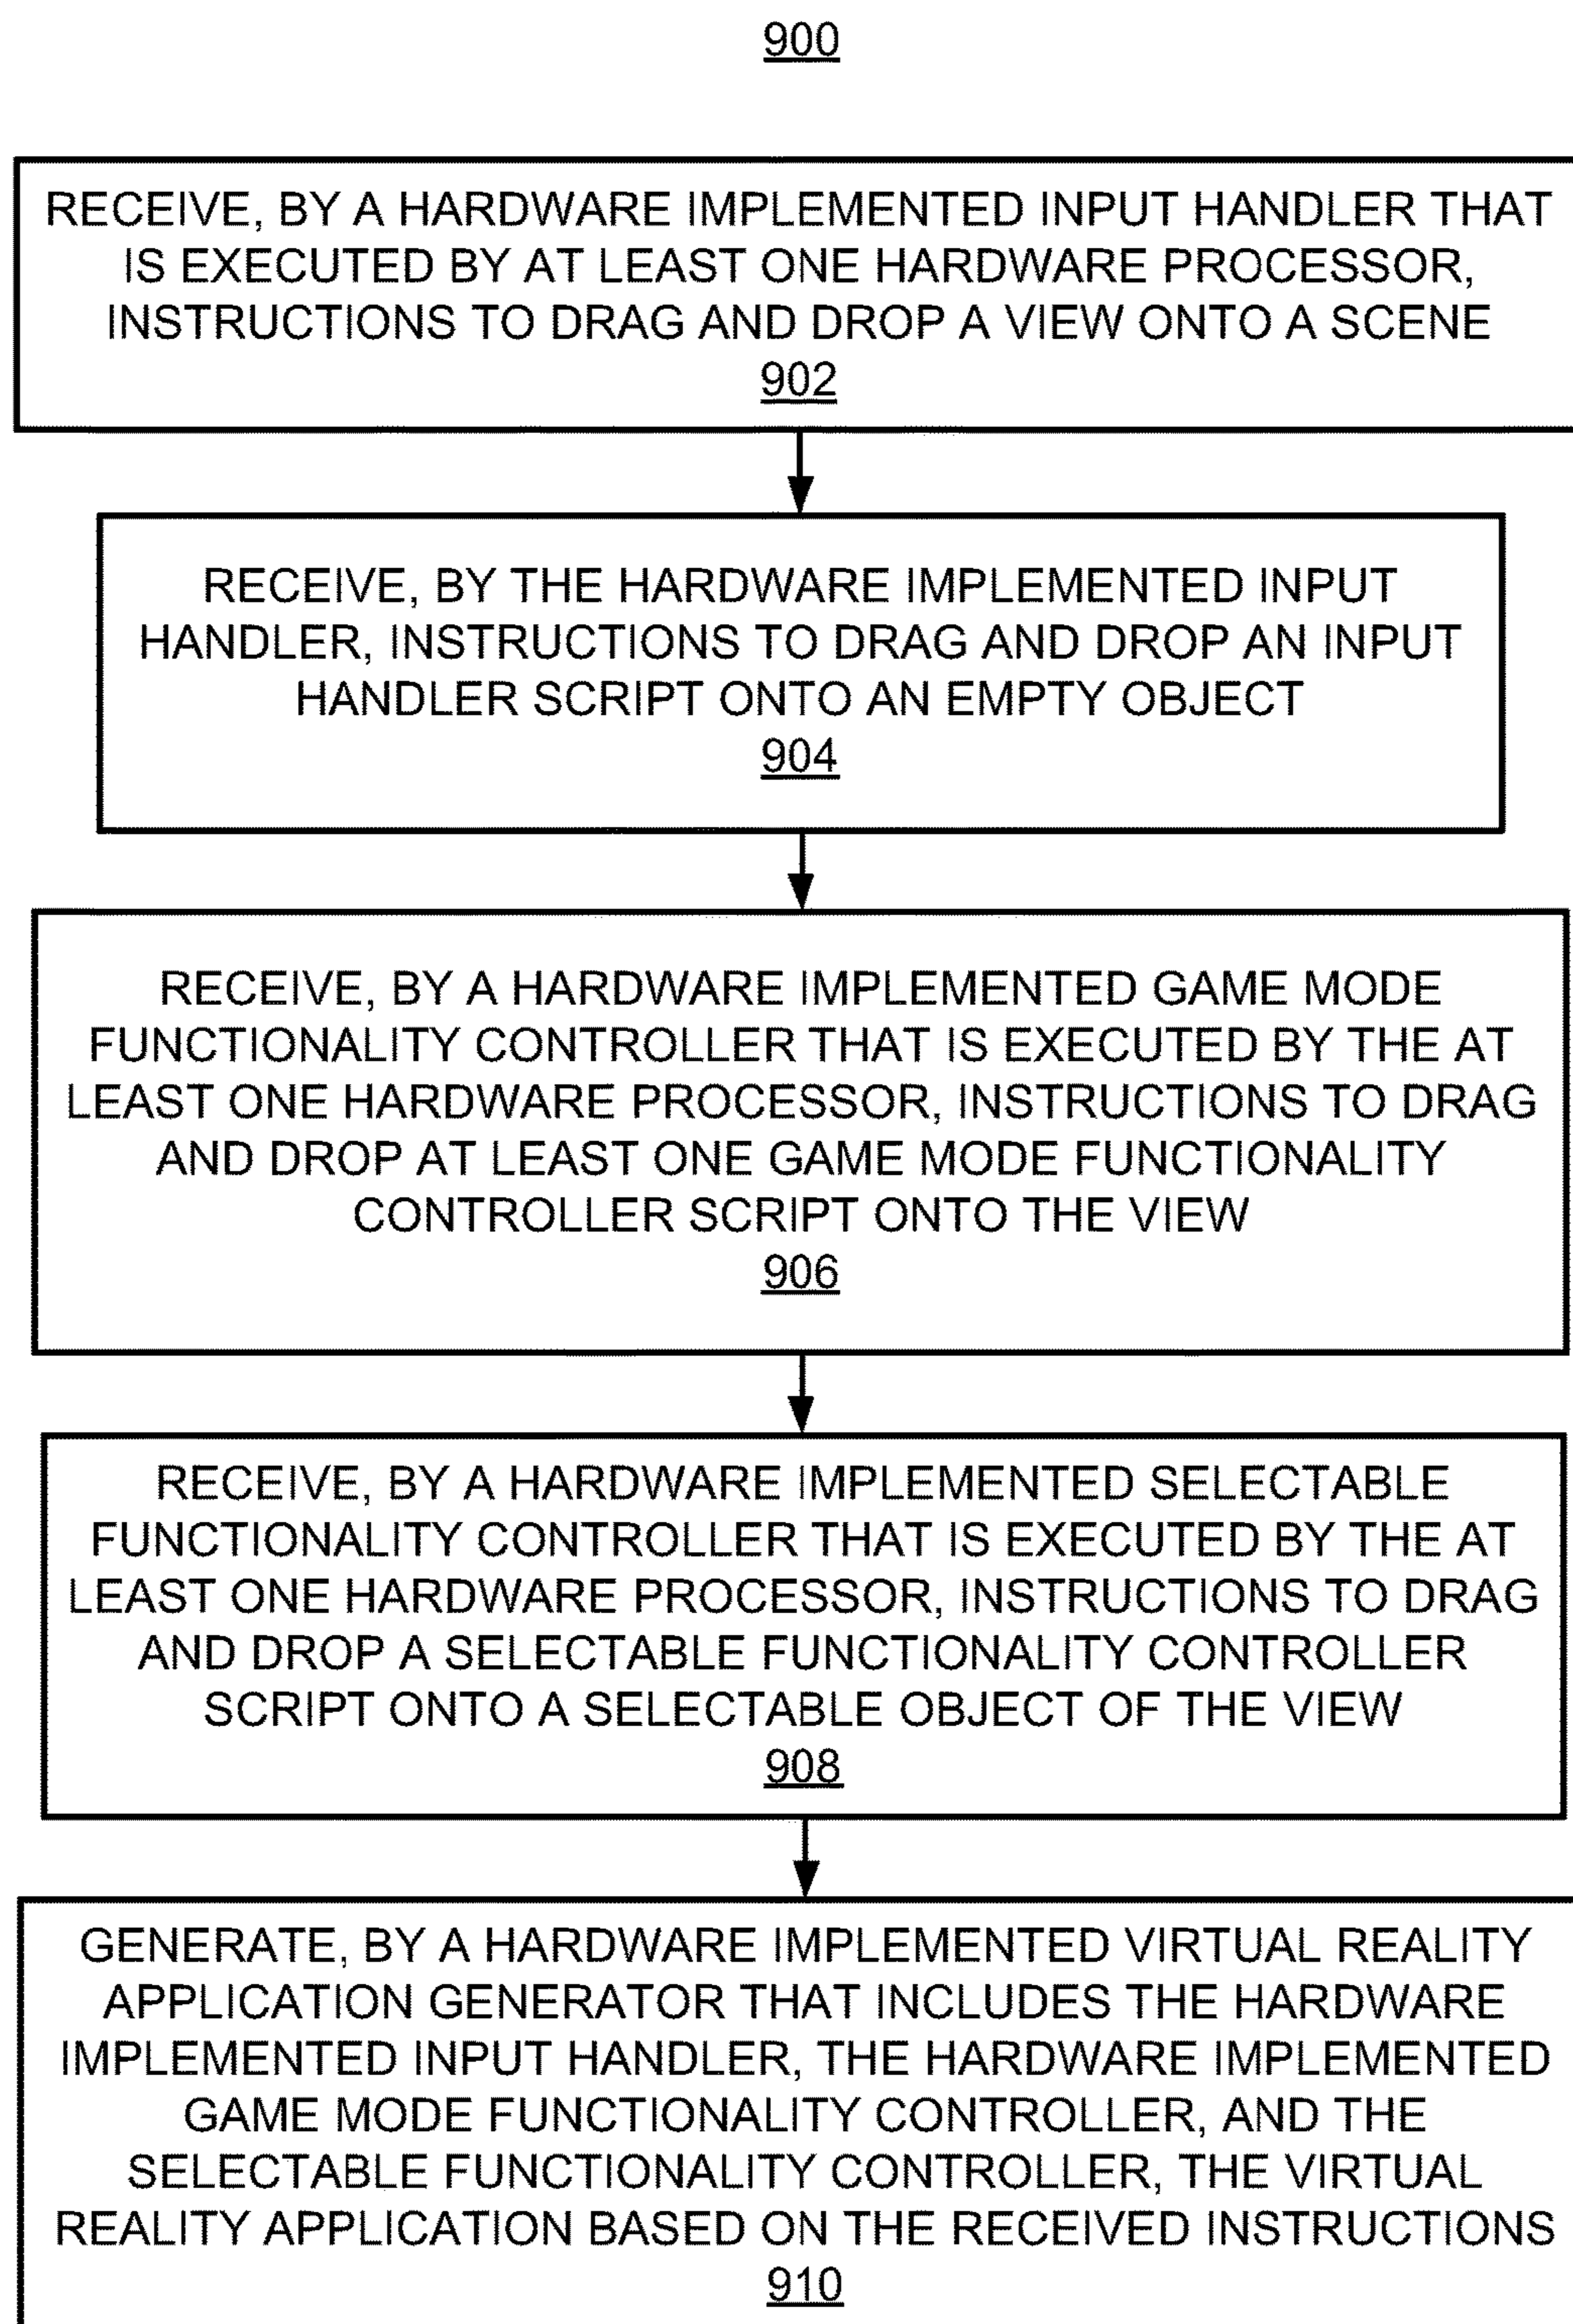 900
RECEIVE, BY A HARDWARE IMPLEMENTED INPUT HANDLER THAT
IS EXECUTED BY AT LEAST ONE HARDWARE PROCESSOR,
INSTRUCTIONS TO DRAG AND DROP A VIEW ONTO A SCENE
902
RECEIVE, BY THE HARDWARE IMPLEMENTED INPUT
HANDLER, INSTRUCTIONS TO DRAG AND DROP AN INPUT
HANDLER SCRIPT ONTO AN EMPTY OBJECT
904
RECEIVE, BY A HARDWARE IMPLEMENTED GAME MODE
FUNCTIONALITY CONTROLLER THAT IS EXECUTED BY THE AT
LEAST ONE HARDWARE PROCESSOR, INSTRUCTIONS TO DRAG
AND DROP AT LEAST ONE GAME MODE FUNCTIONALITY
CONTROLLER SCRIPT ONTO THE VIEW
906
RECEIVE, BY A HARDWARE IMPLEMENTED SELECTABLE
FUNCTIONALITY CONTROLLER THAT IS EXECUTED BY THE AT
LEAST ONE HARDWARE PROCESSOR, INSTRUCTIONS TO DRAG
AND DROP A SELECTABLE FUNCTIONALITY CONTROLLER
SCRIPT ONTO A SELECTABLE OBJECT OF THE VIEW
908
GENERATE, BY A HARDWARE IMPLEMENTED VIRTUAL REALITY
APPLICATION GENERATOR THAT INCLUDES THE HARDWARE
IMPLEMENTED INPUT HANDLER, THE HARDWARE IMPLEMENTED
GAME MODE FUNCTIONALITY CONTROLLER, AND THE
SELECTABLE FUNCTIONALITY CONTROLLER, THE VIRTUAL
REALITY APPLICATION BASED ON THE RECEIVED INSTRUCTIONS
910